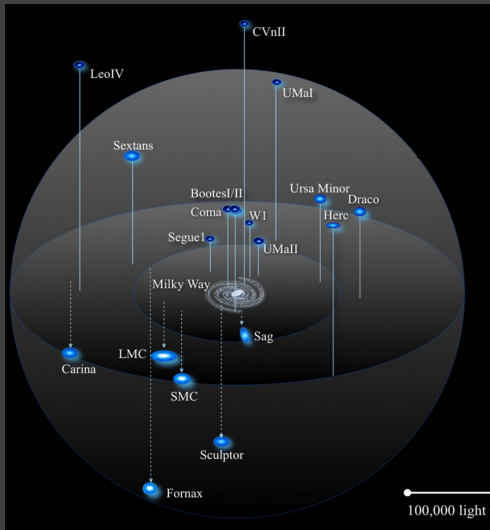 CVnII
LeoIV
UMaI
Sextans
Ursa Minor
BootesI/II
Draco
Coma
W1
Herc
Segue1
UMaII
Milky Way
Sag
LMC
Carina
SMC
Sculptor
Fornax
100,000 light